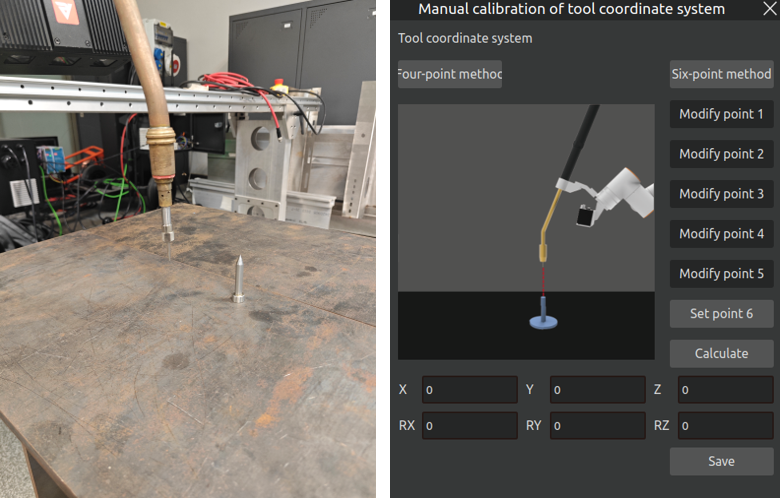 Manual calibration of tool coordinate system
Tool coordinate system
Four-point method
Six-point method
Modify point 1
Modify point 2
Modify point 3
Modify point 4
Modify point 5
Set point 6
Calculate
X 0 Y 0 Z 0
RX 0 RY 0 RZ 0
Save